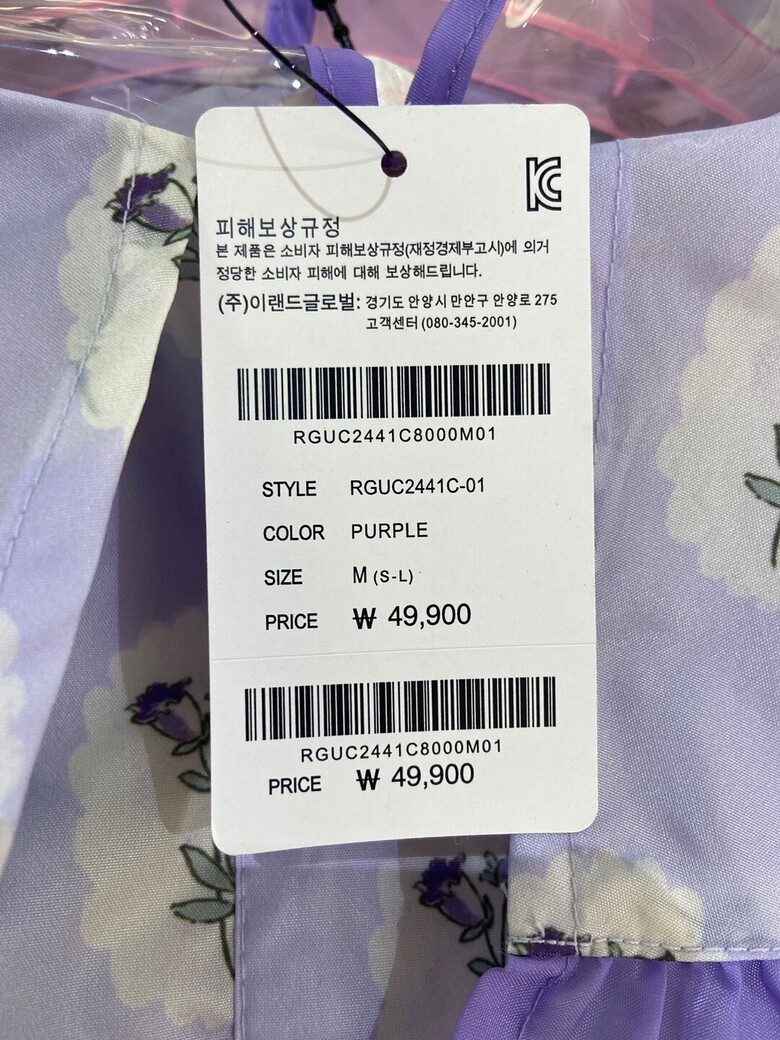 피해보상규정
본 제품은 소비자 피해보상규정(재정경제부고시)에 의거
정당한 소비자 피해에 대해 보상해드립니다.
(주)이랜드글로벌: 경기도 안양시 만안구 안양로 275
고객센터 (080-345-2001)
RGUC2441C8000M01
STYLE RGUC2441C-01
COLOR PURPLE
SIZE M (S-L)
PRICE ₩ 49,900
RGUC2441C8000M01
PRICE ₩ 49,900